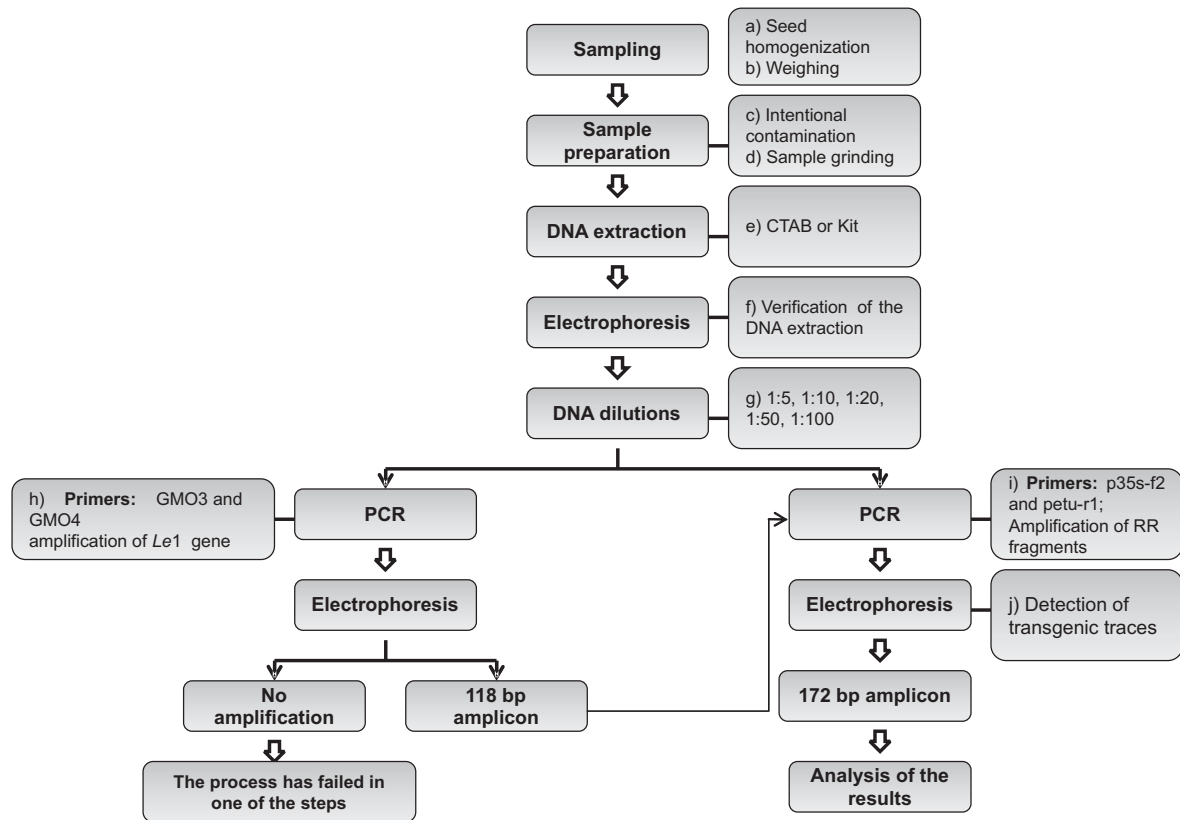 Sampling
a) Seed
homogenization
b) Weighing
Sample
preparation
c) Intentional
contamination
d) Sample grinding
DNA extraction
e) CTAB or Kit
Electrophoresis
f) Verification of the
DNA extraction
DNA dilutions
g) 1:5, 1:10, 1:20,
1:50, 1:100
h) Primers: GMO3 and
GMO4
amplification of Le1 gene
PCR
Electrophoresis
No
amplification
118 bp
amplicon
The process has failed in
one of the steps
PCR
i) Primers: p35s-f2
and petu-r1;
Amplification of RR
fragments
Electrophoresis
j) Detection of
transgenic traces
172 bp amplicon
Analysis of the
results